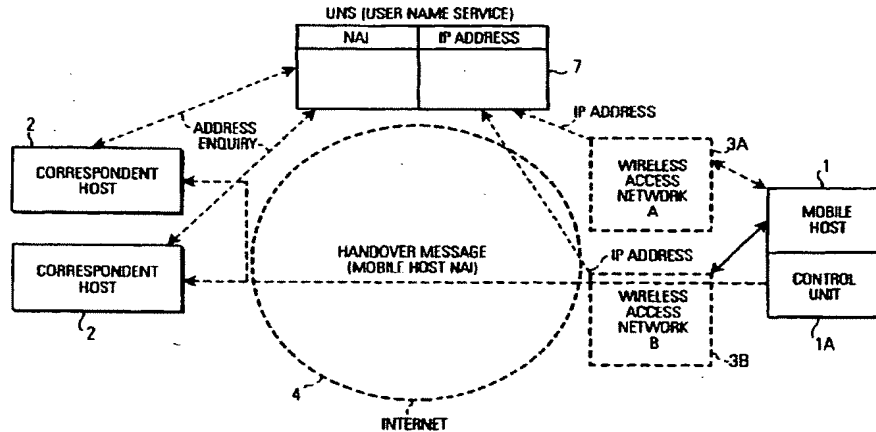 UNS (USER NAME SERVICE)
NAI
IP ADDRESS
7
IP ADDRESS
2
ADDRESS
ENQUIRY
3A
CORRESPONDENT
HOST
WIRELESS
ACCESS
NETWORK
A
1
MOBILE
HOST
HANDOVER MESSAGE
(MOBILE HOST NAI)
IP ADDRESS
CORRESPONDENT
HOST
WIRELESS
ACCESS
NETWORK
B
CONTROL
UNIT
2
1A
3B
4
INTERNET